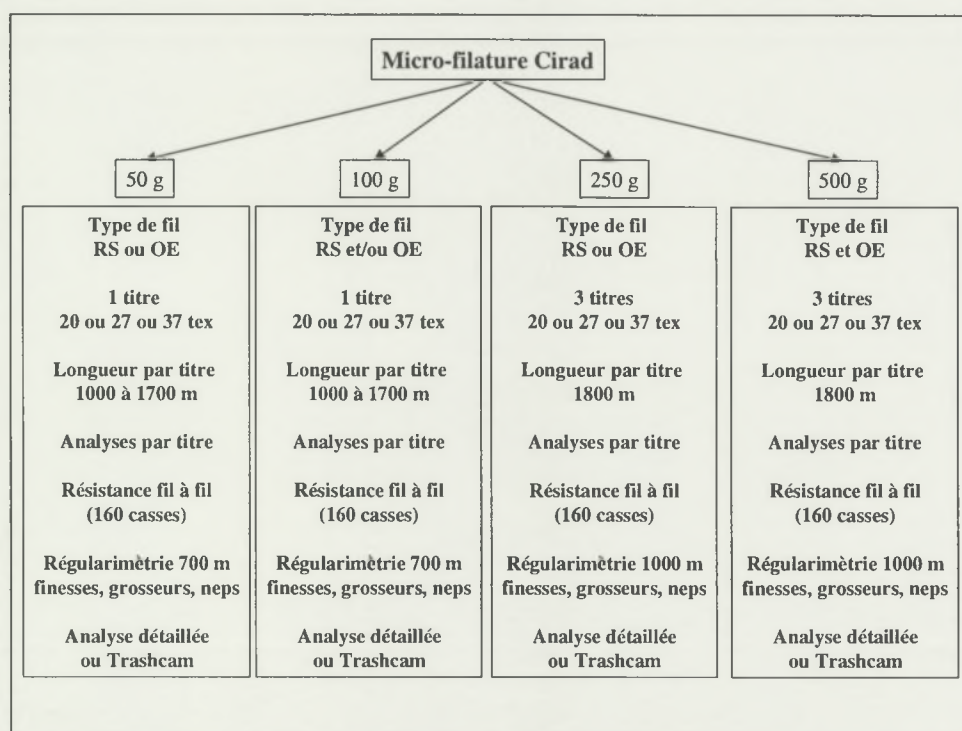 Micro-filature Cirad
50 g
100 g
250 g
500 g
Type de fil
RS ou OE
1 titre
20 ou 27 ou 37 tex
Longueur par titre
1000 à 1700 m
Analyses par titre
Résistance fil à fil
(160 casses)
Régularimètrie 700 m
finesses, grosseurs, neps
Analyse détaillée
ou Trashcam
Type de fil
RS et/ou OE
1 titre
20 ou 27 ou 37 tex
Longueur par titre
1000 à 1700 m
Analyses par titre
Résistance fil à fil
(160 casses)
Régularimètrie 700 m
finesses, grosseurs, neps
Analyse détaillée
ou Trashcam
Type de fil
RS ou OE
3 titres
20 ou 27 ou 37 tex
Longueur par titre
1800 m
Analyses par titre
Résistance fil à fil
(160 casses)
Régularimètrie 1000 m
finesses, grosseurs, neps
Analyse détaillée
ou Trashcam
Type de fil
RS et OE
3 titres
20 ou 27 ou 37 tex
Longueur par titre
1800 m
Analyses par titre
Résistance fil à fil
(160 casses)
Régularimètrie 1000 m
finesses, grosseurs, neps
Analyse détaillée
ou Trashcam